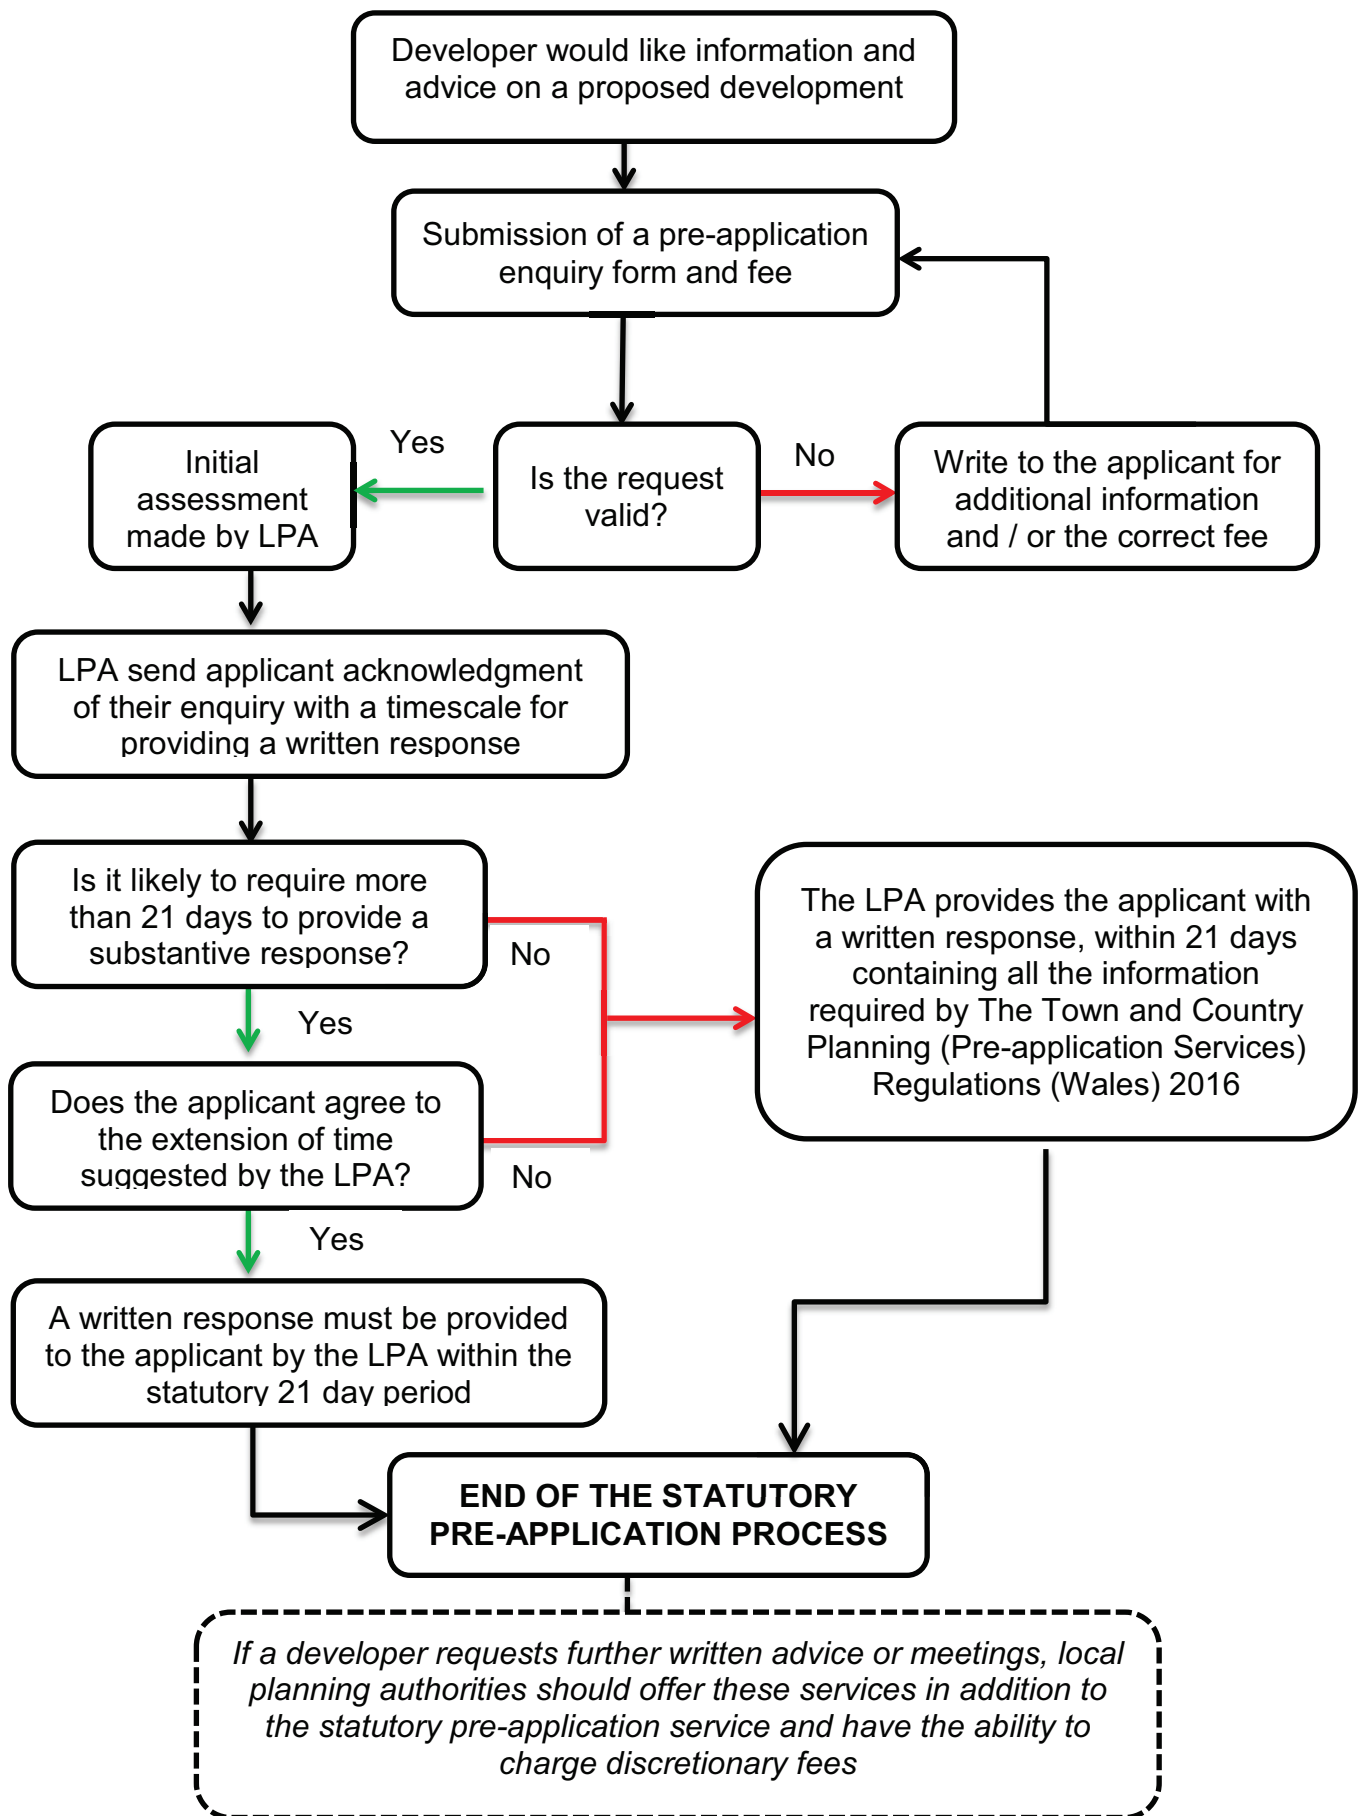 Developer would like information and
advice on a proposed development
Submission of a pre-application
enquiry form and fee
Yes
No
Initial
assessment
made by LPA
Is the request
valid?
Write to the applicant for
additional information
and / or the correct fee
LPA send applicant acknowledgment
of their enquiry with a timescale for
providing a written response
Is it likely to require more
than 21 days to provide a
substantive response?
No
Yes
The LPA provides the applicant with
a written response, within 21 days
containing all the information
required by The Town and Country
Planning (Pre-application Services)
Regulations (Wales) 2016
Does the applicant agree to
the extension of time
suggested by the LPA?
No
Yes
A written response must be provided
to the applicant by the LPA within the
statutory 21 day period
END OF THE STATUTORY
PRE-APPLICATION PROCESS
If a developer requests further written advice or meetings, local
planning authorities should offer these services in addition to
the statutory pre-application service and have the ability to
charge discretionary fees